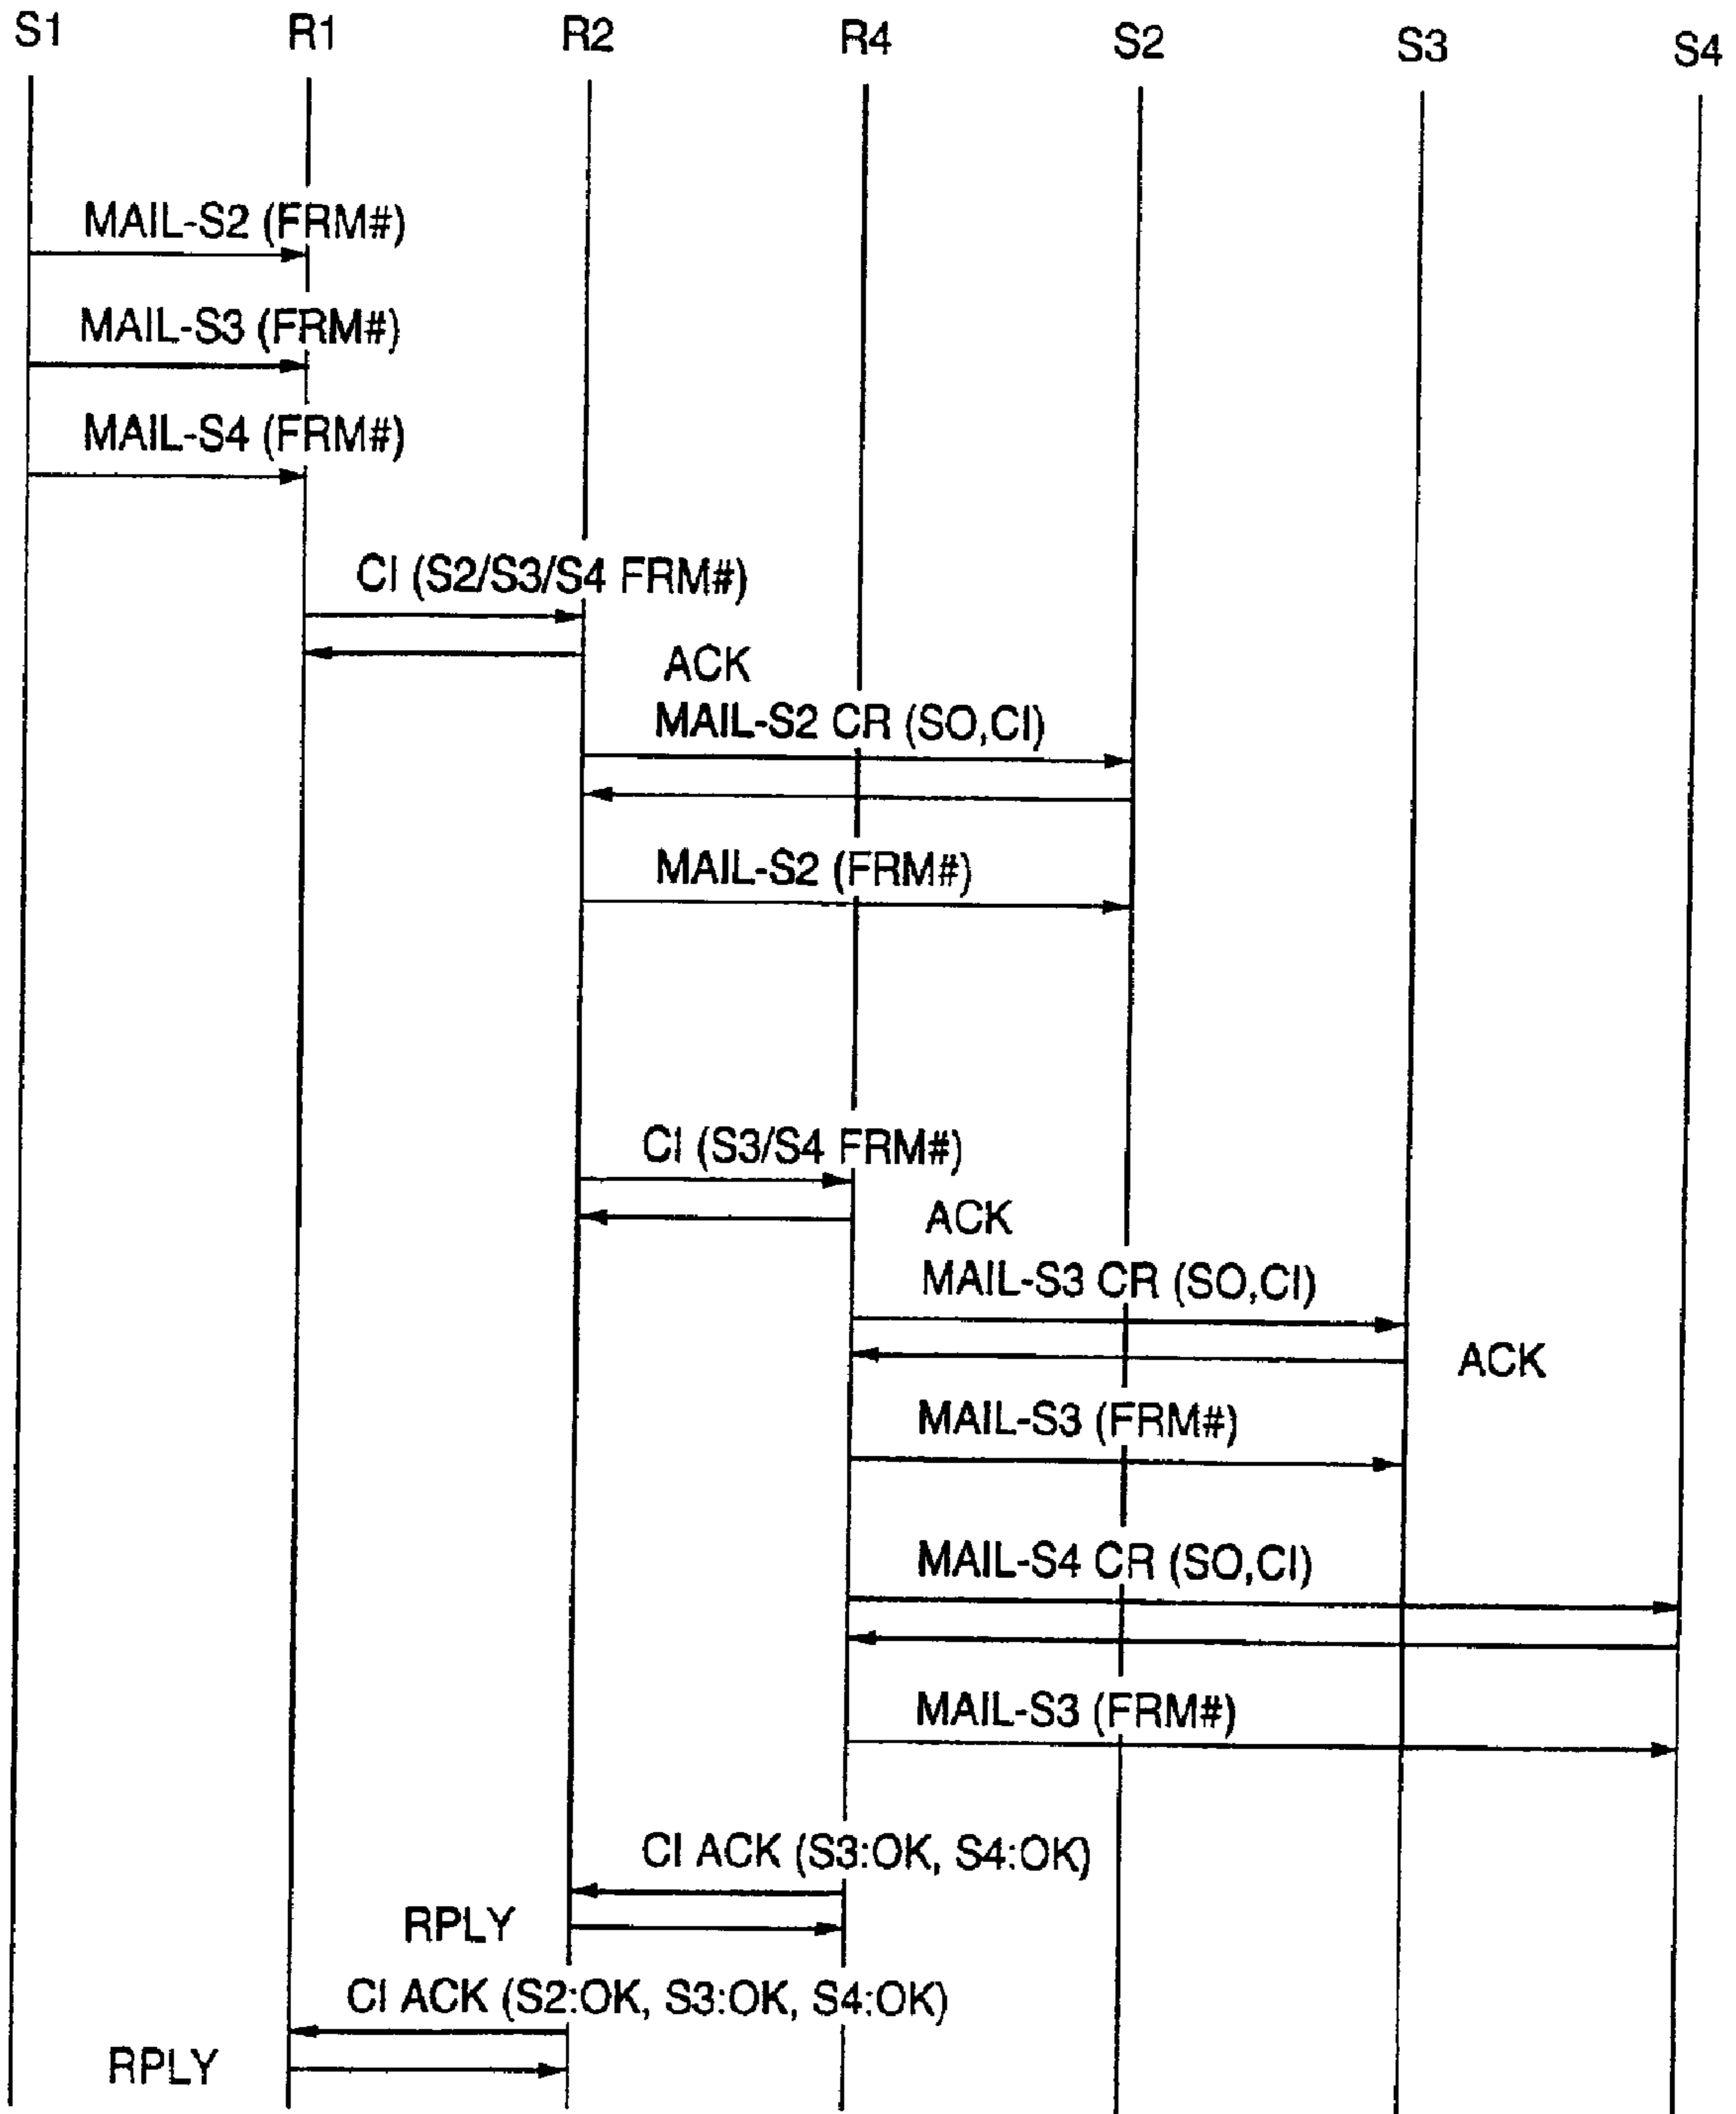 S1 R1 R2 R4 S2 S3 S4
MAIL-S2 (FRM#)
MAIL-S3 (FRM#)
MAIL-S4 (FRM#)
CI (S2/S3/S4 FRM#)
ACK
MAIL-S2 CR (SO,CI)
MAIL-S2 (FRM#)
CI (S3/S4 FRM#)
ACK
MAIL-S3 CR (SO,CI)
ACK
MAIL-S3 (FRM#)
MAIL-S4 CR (SO,CI)
MAIL-S3 (FRM#)
CI ACK (S3:OK, S4:OK)
RPLY
CI ACK (S2:OK, S3:OK, S4:OK)
RPLY